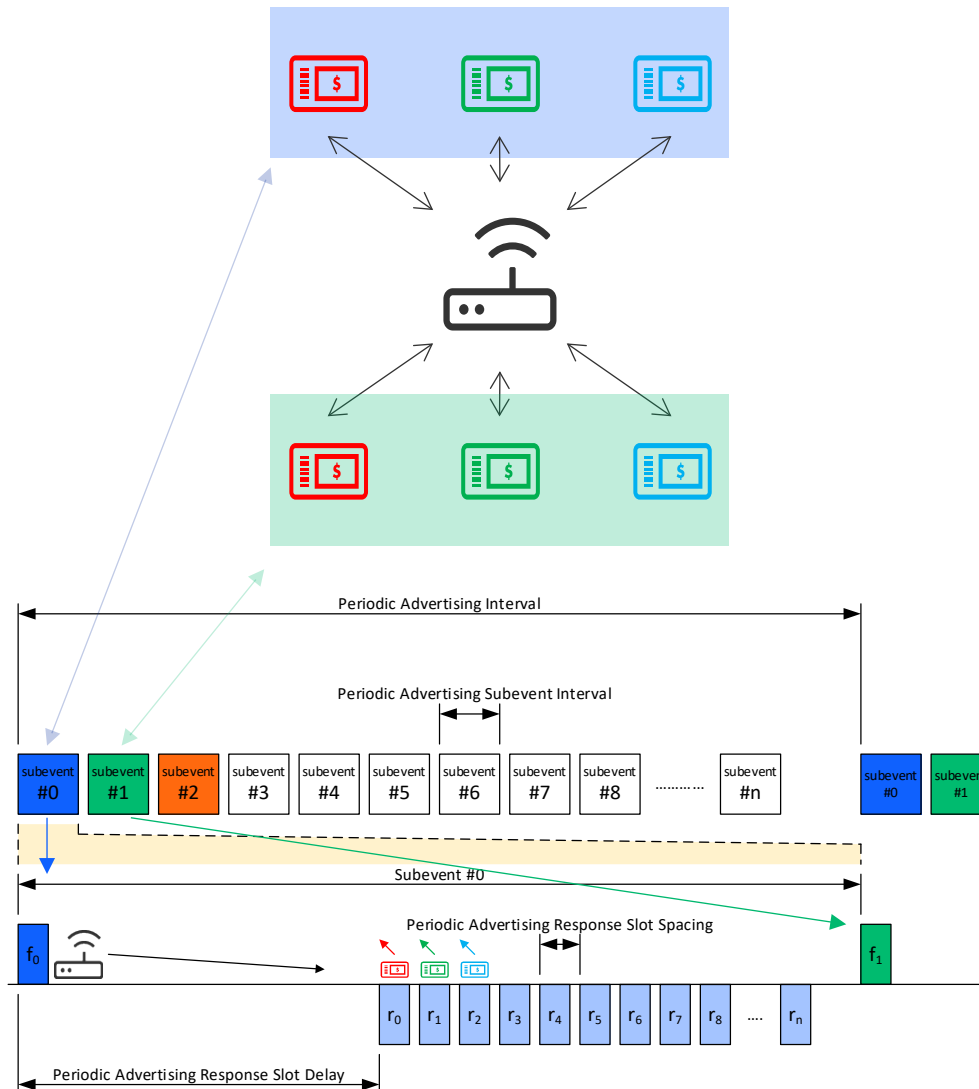 $ $ $
$ $ $
Periodic Advertising Interval
Periodic Advertising Subevent Interval
subevent #0
subevent #1
subevent #2
subevent #3
subevent #4
subevent #5
subevent #6
subevent #7
subevent #8
............
subevent #n
subevent #0
subevent #1
Subevent #0
Periodic Advertising Response Slot Spacing
f0
f1
$ $ $
r0 r1 r2 r3 r4 r5 r6 r7 r8 .... rn
Periodic Advertising Response Slot Delay